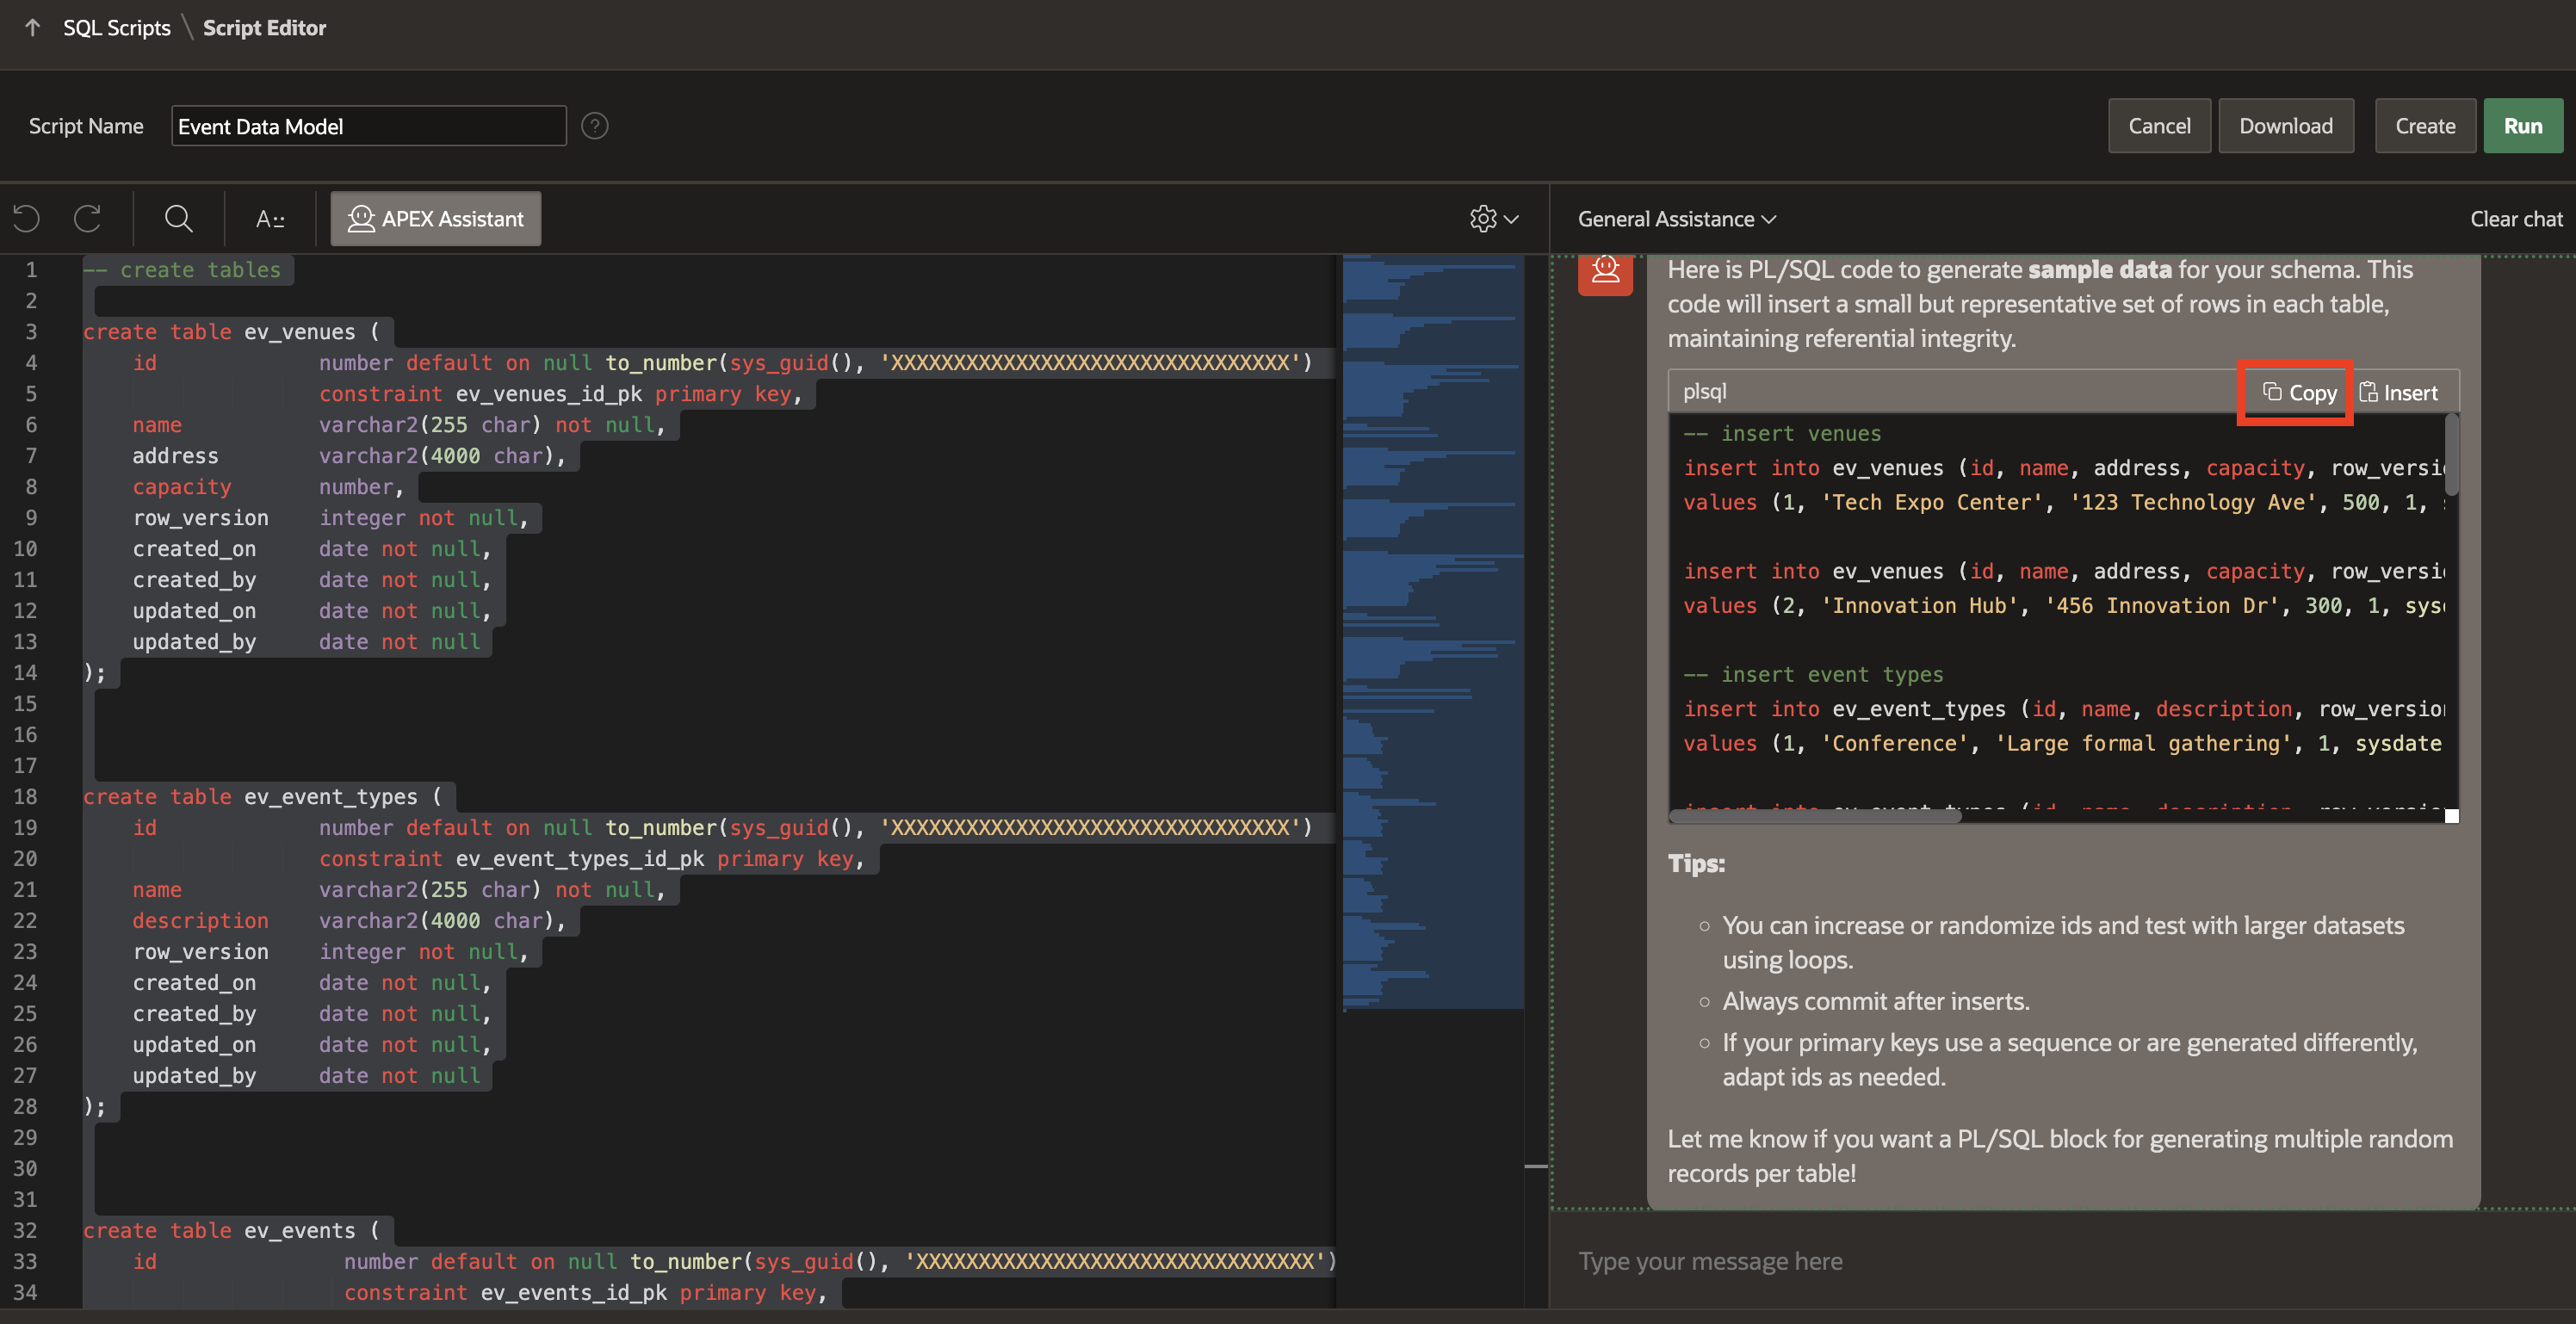 SQL Scripts \ Script Editor
Script Name Event Data Model ?
Cancel Download Create Run
APEX Assistant
General Assistance Clear chat
1 -- create tables
2
3 create table ev_venues (
4 id number default on null to_number(sys_guid(), 'XXXXXXXXXXXXXXXXXXXXXXXXXXXXXXXX')
5 constraint ev_venues_id_pk primary key,
6 name varchar2(255 char) not null,
7 address varchar2(4000 char),
8 capacity number,
9 row_version integer not null,
10 created_on date not null,
11 created_by date not null,
12 updated_on date not null,
13 updated_by date not null
14 );
15
16
17
18 create table ev_event_types (
19 id number default on null to_number(sys_guid(), 'XXXXXXXXXXXXXXXXXXXXXXXXXXXXXXXX')
20 constraint ev_event_types_id_pk primary key,
21 name varchar2(255 char) not null,
22 description varchar2(4000 char),
23 row_version integer not null,
24 created_on date not null,
25 created_by date not null,
26 updated_on date not null,
27 updated_by date not null
28 );
29
30
31
32 create table ev_events (
33 id number default on null to_number(sys_guid(), 'XXXXXXXXXXXXXXXXXXXXXXXXXXXXXXXX')
34 constraint ev_events_id_pk primary key,
Here is PL/SQL code to generate sample data for your schema. This
code will insert a small but representative set of rows in each table,
maintaining referential integrity.
plsql Copy Insert
-- insert venues
insert into ev_venues (id, name, address, capacity, row_versi
values (1, 'Tech Expo Center', '123 Technology Ave', 500, 1,
insert into ev_venues (id, name, address, capacity, row_versi
values (2, 'Innovation Hub', '456 Innovation Dr', 300, 1, sys
-- insert event types
insert into ev_event_types (id, name, description, row_version
values (1, 'Conference', 'Large formal gathering', 1, sysdate
insert into ev_event_types (id, name, description, row_version
Tips:
You can increase or randomize ids and test with larger datasets
using loops.
Always commit after inserts.
If your primary keys use a sequence or are generated differently,
adapt ids as needed.
Let me know if you want a PL/SQL block for generating multiple random
records per table!
Type your message here